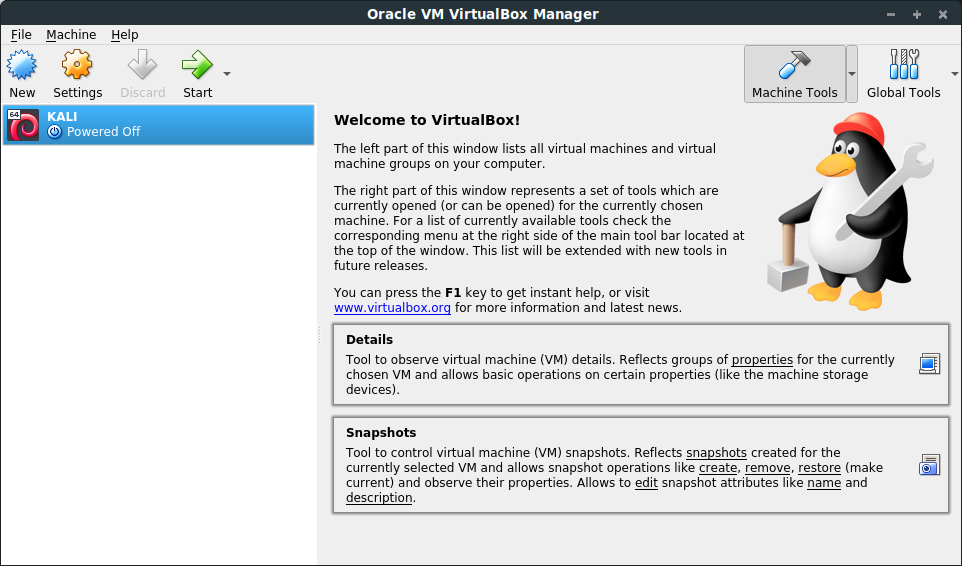 Oracle VM VirtualBox Manager
File Machine Help
New Settings Discard Start Machine Tools Global Tools
64
KALI
Powered Off
Welcome to VirtualBox!
The left part of this window lists all virtual machines and virtual
machine groups on your computer.
The right part of this window represents a set of tools which are
currently opened (or can be opened) for the currently chosen
machine. For a list of currently available tools check the
corresponding menu at the right side of the main tool bar located at
the top of the window. This list will be extended with new tools in
future releases.
You can press the F1 key to get instant help, or visit
www.virtualbox.org for more information and latest news.
Details
Tool to observe virtual machine (VM) details. Reflects groups of properties for the currently
chosen VM and allows basic operations on certain properties (like the machine storage
devices).
Snapshots
Tool to control virtual machine (VM) snapshots. Reflects snapshots created for the
currently selected VM and allows snapshot operations like create, remove, restore (make
current) and observe their properties. Allows to edit snapshot attributes like name and
description.